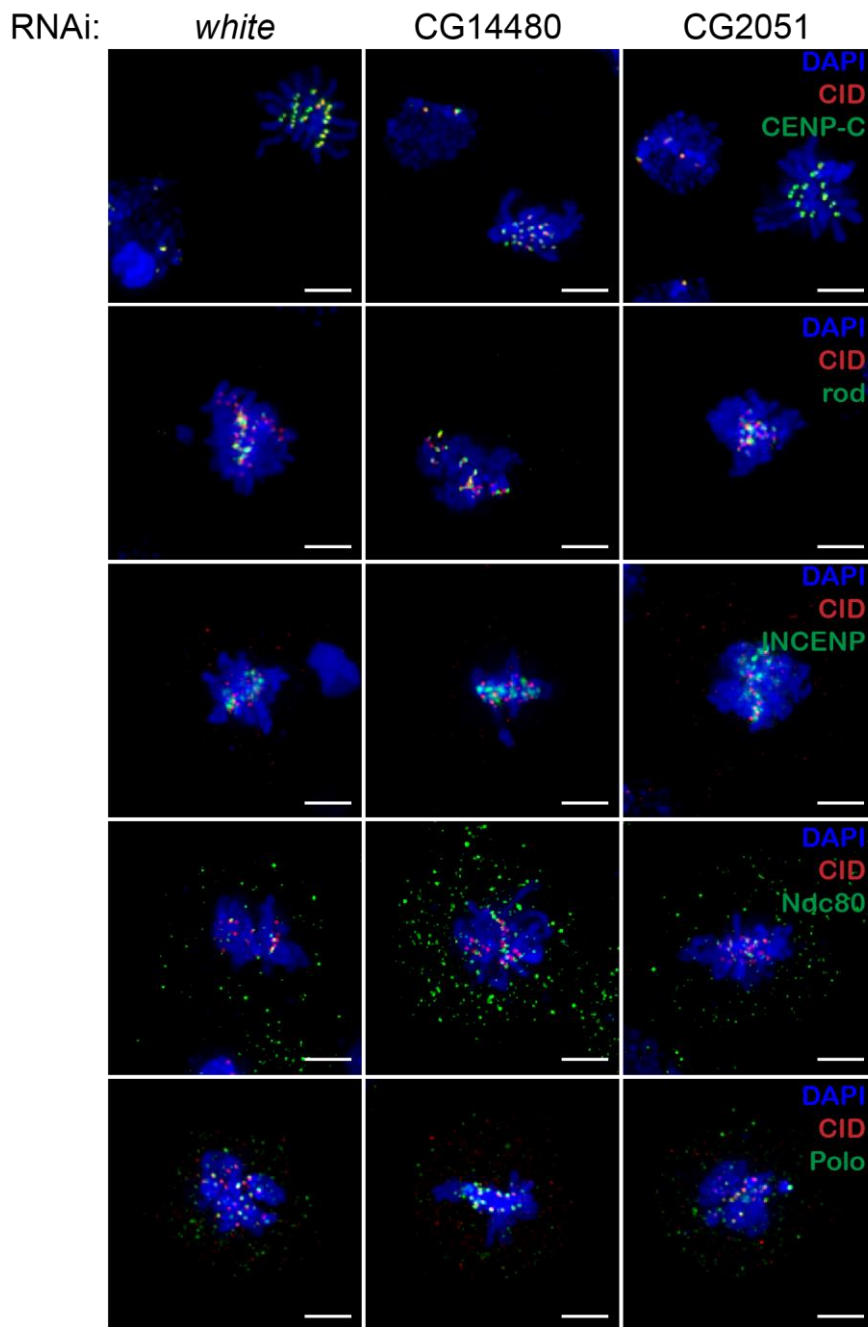 RNAi: white CG14480 CG2051
DAPI
CID
CENP-C
DAPI
CID
rod
DAPI
CID
INCENP
DAPI
CID
Ndc80
DAPI
CID
Polo